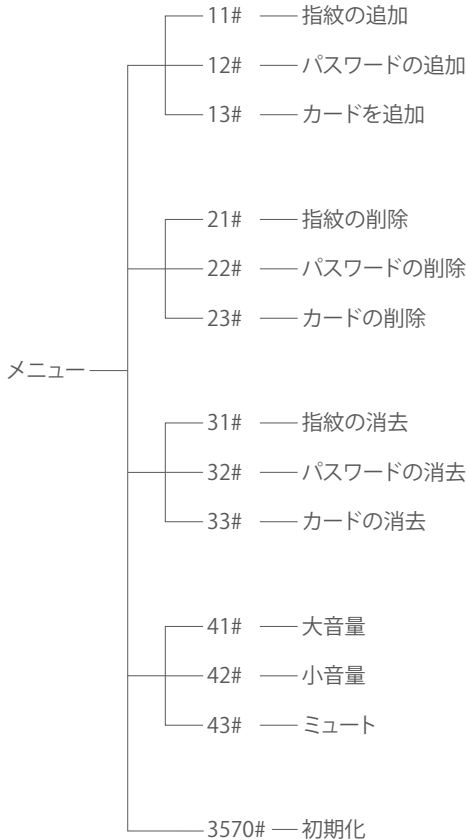 11# 指紋の追加
12# パスワードの追加
13# カードを追加
21# 指紋の削除
22# パスワードの削除
23# カードの削除
メニュー
31# 指紋の消去
32# パスワードの消去
33# カードの消去
41# 大音量
42# 小音量
43# ミュート
3570# 初期化